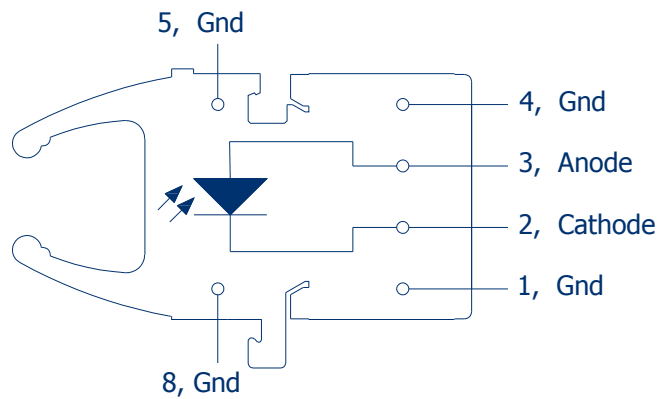 5, Gnd
4, Gnd
3, Anode
2, Cathode
1, Gnd
8, Gnd